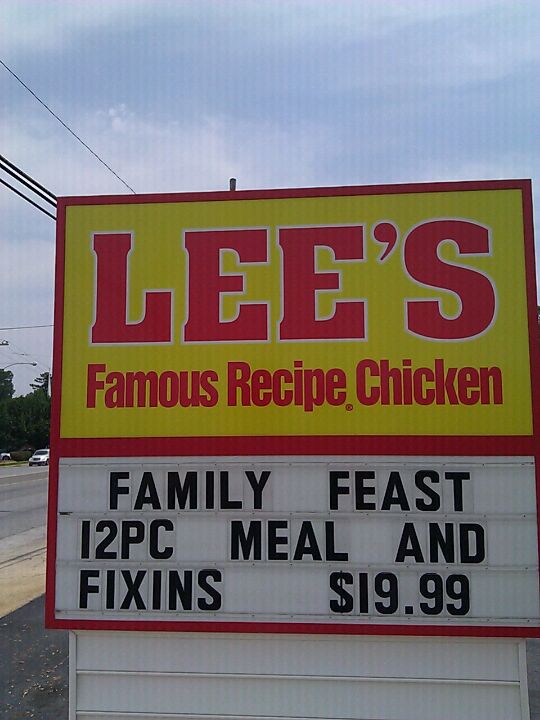 LEE'S
Famous Recipe® Chicken
FAMILY FEAST
12PC MEAL AND
FIXINS $19.99